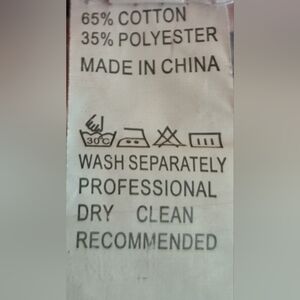 65% COTTON
35% POLYESTER
MADE IN CHINA
30°C
WASH SEPARATELY
PROFESSIONAL
DRY CLEAN
RECOMMENDED